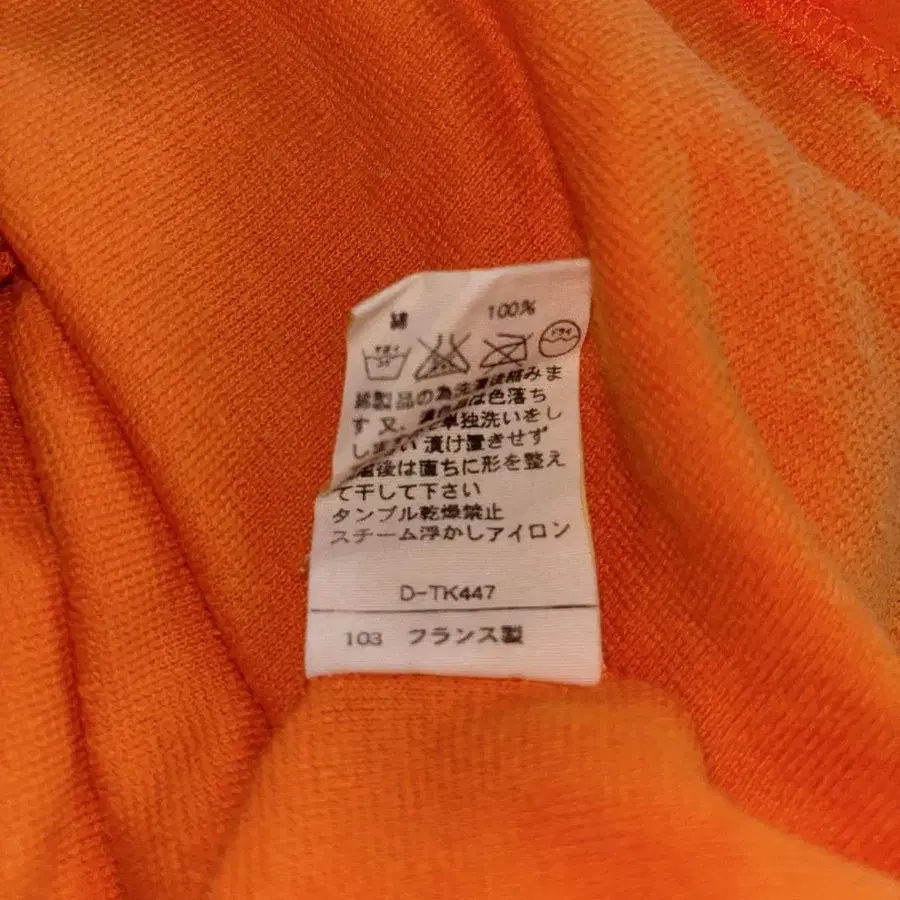 綿 100%
ドライ
綿製品の為洗濯後縮みま
す 又、は色落ち
単独洗いをし
漬け置きせず
後は直ちに形を整え
て干して下さい
タンブル乾燥禁止
スチーム浮かしアイロン
D-TK447
103 フランス製